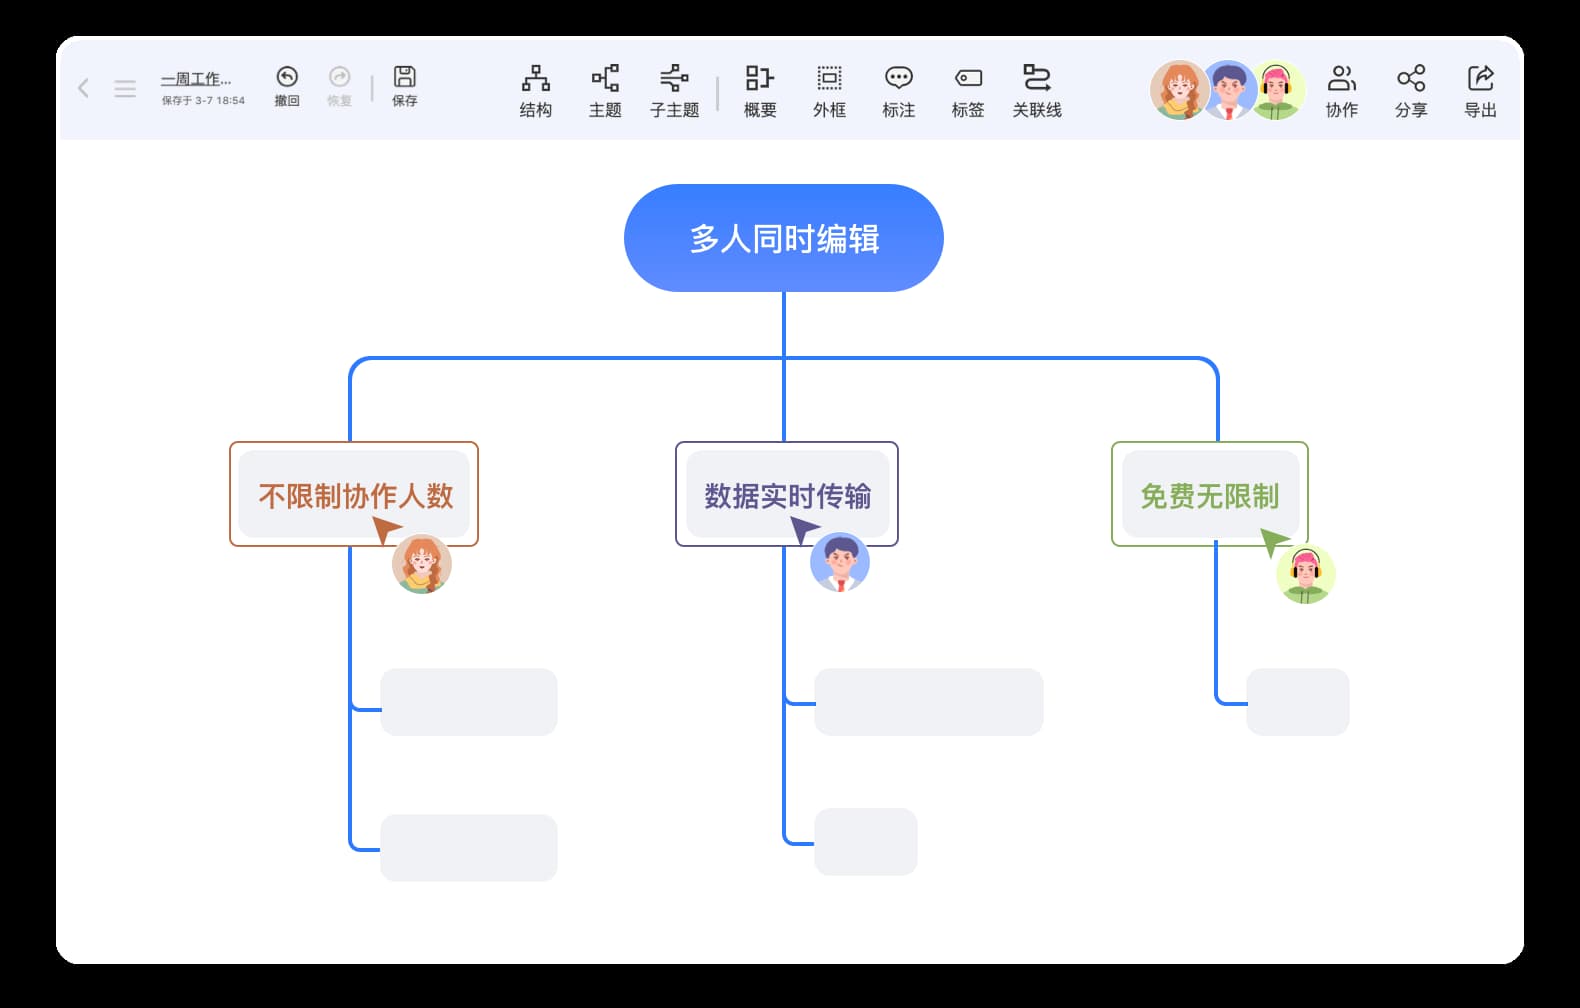 一周工作...
保存于 3-7 18:54
撤回
恢复
保存
结构
主题
子主题
概要
外框
标注
标签
关联线
协作
分享
导出
多人同时编辑
不限制协作人数
数据实时传输
免费无限制